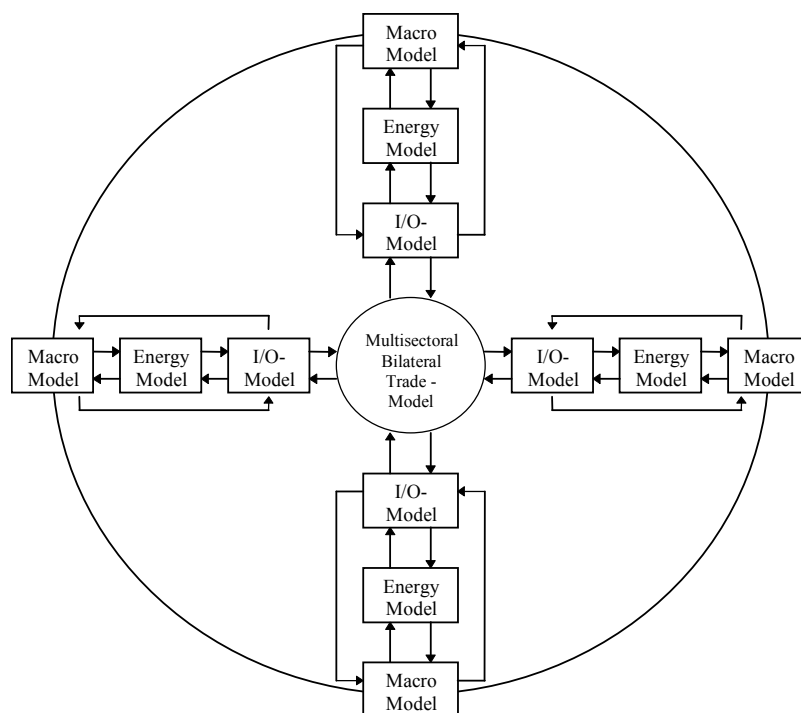 Macro
Model
Energy
Model
I/O-
Model
Macro
Model
Energy
Model
I/O-
Model
Multisectoral
Bilateral
Trade -
Model
I/O-
Model
Energy
Model
Macro
Model
I/O-
Model
Energy
Model
Macro
Model